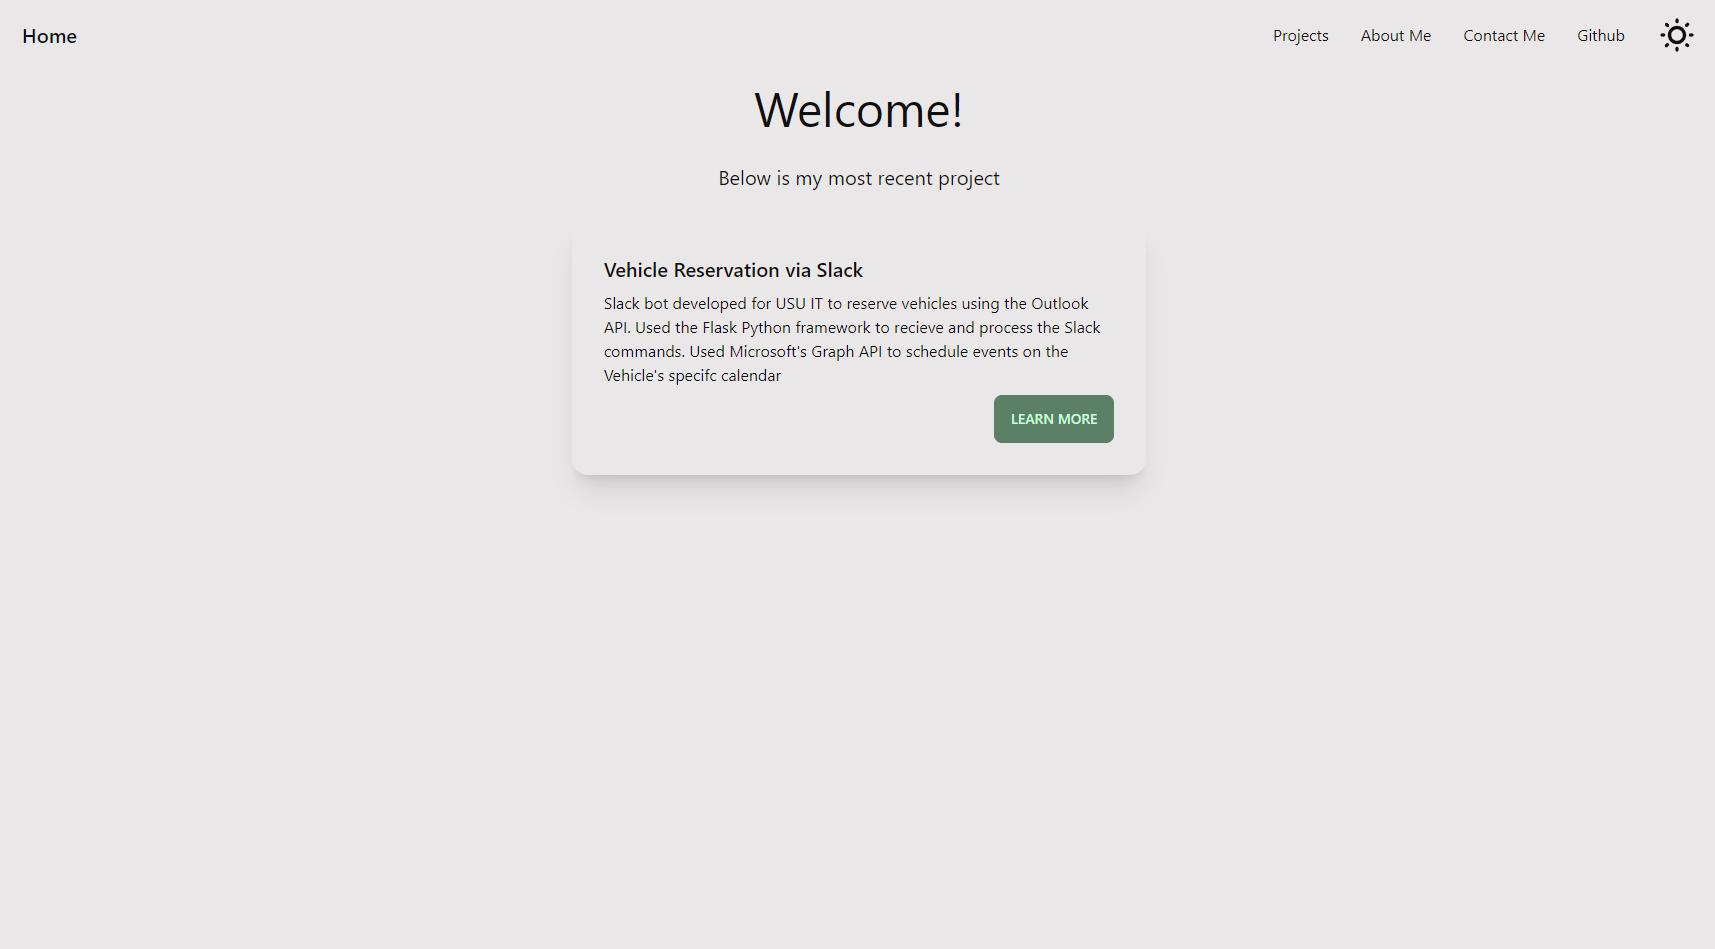 Home
Projects
About Me
Contact Me
Github
Welcome!
Below is my most recent project
Vehicle Reservation via Slack
Slack bot developed for USU IT to reserve vehicles using the Outlook
API. Used the Flask Python framework to recieve and process the Slack
commands. Used Microsoft's Graph API to schedule events on the
Vehicle's specifc calendar
LEARN MORE